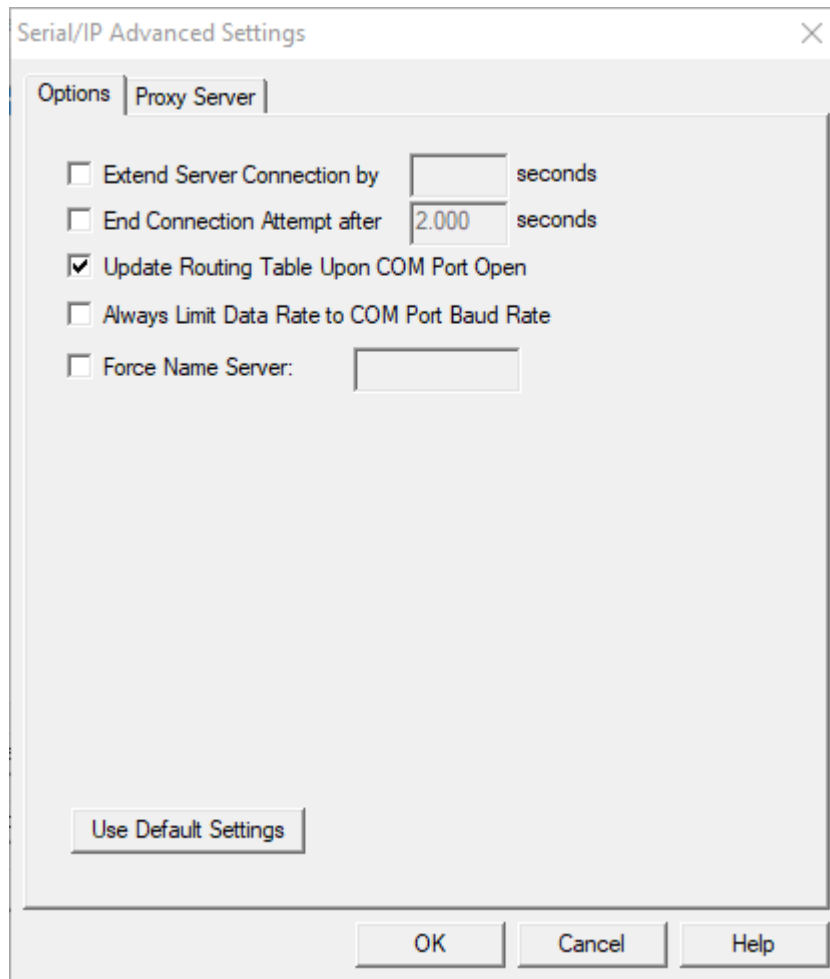 Serial/IP Advanced Settings
Options Proxy Server
Extend Server Connection by seconds
End Connection Attempt after 2.000 seconds
Update Routing Table Upon COM Port Open
Always Limit Data Rate to COM Port Baud Rate
Force Name Server:
Use Default Settings
OK Cancel Help